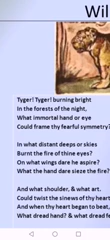 Wil
Tyger! Tyger! burning bright
In the forests of the night,
What immortal hand or eye
Could frame thy fearful symmetry?
In what distant deeps or skies
Burnt the fire of thine eyes?
On what wings dare he aspire?
What the hand dare sieze the fire?
And what shoulder, & what art.
Could twist the sinews of thy heart
And when thy heart began to beat,
What dread hand? & what dread fe